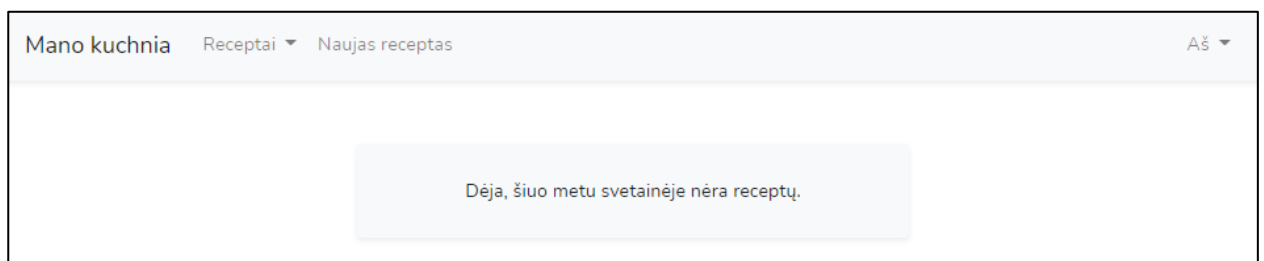 Mano kuchnia Receptai Naujas receptas Aš
Dėja, šiuo metu svetainėje nėra receptų.